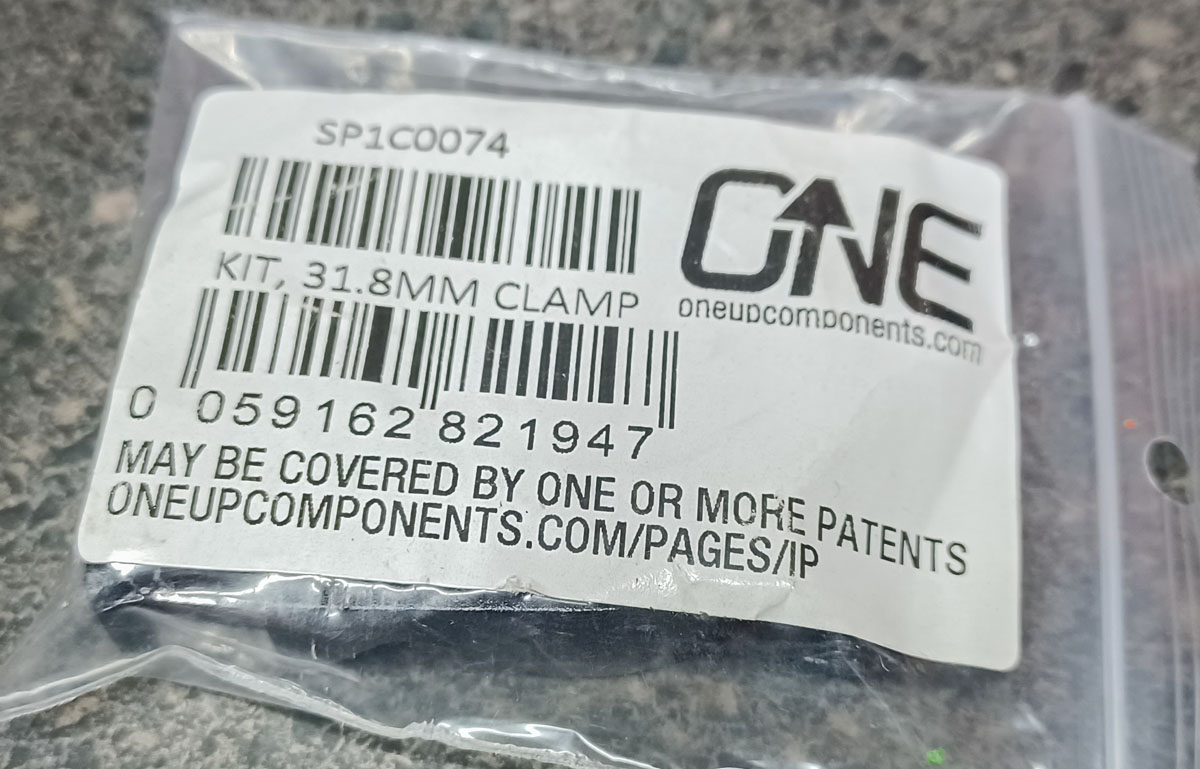 SP1C0074
ONE
oneupcomponents.com
KIT, 31.8MM CLAMP
0 059162 821947
MAY BE COVERED BY ONE OR MORE PATENTS
ONEUPCOMPONENTS.COM/PAGES/IP